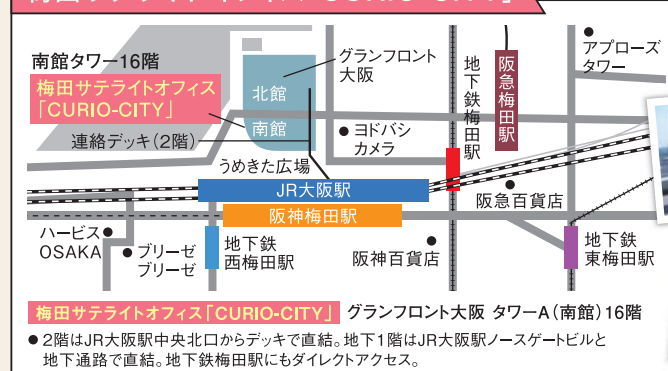 南館タワー16階
梅田サテライトオフィス
「CURIO-CITY」
連絡デッキ(2階)
北館
南館
グランフロント
大阪
うめきた広場
ヨドバシ
カメラ
地下鉄梅田駅
阪急梅田駅
アプローズ
タワー
JR大阪駅
阪神梅田駅
阪急百貨店
ハービス
OSAKA
ブリーゼ
ブリーゼ
地下鉄
西梅田駅
阪神百貨店
地下鉄
東梅田駅
梅田サテライトオフィス「CURIO-CITY」 グランフロント大阪 タワーA(南館)16階
●2階はJR大阪駅中央北口からデッキで直結。地下1階はJR大阪駅ノースゲートビルと
地下通路で直結。地下鉄梅田駅にもダイレクトアクセス。